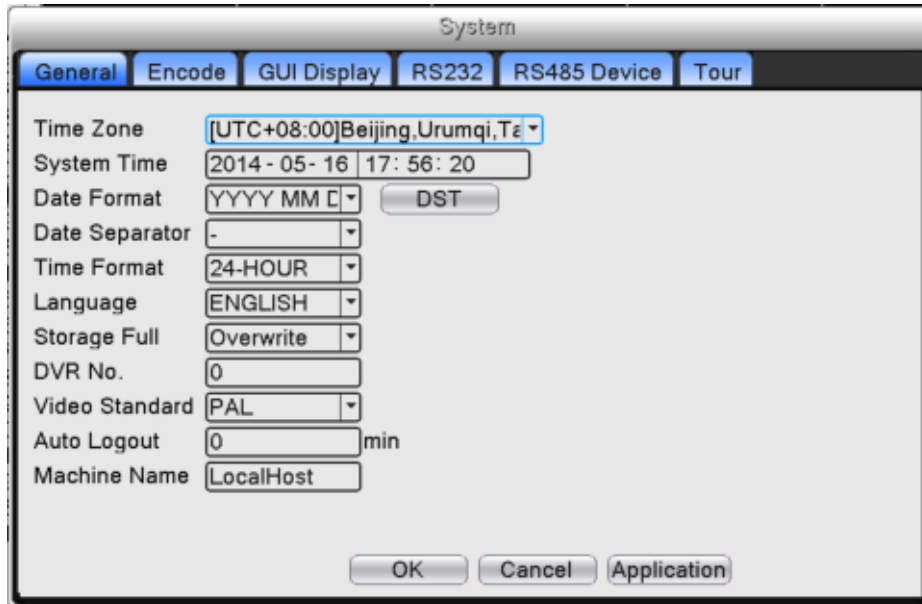 System
General Encode GUI Display RS232 RS485 Device Tour
Time Zone [UTC+08:00]Beijing,Urumqi,Ta
System Time 2014 - 05 - 16 17: 56: 20
Date Format YYYY MM D DST
Date Separator -
Time Format 24-HOUR
Language ENGLISH
Storage Full Overwrite
DVR No. 0
Video Standard PAL
Auto Logout 0 min
Machine Name LocalHost
OK Cancel Application